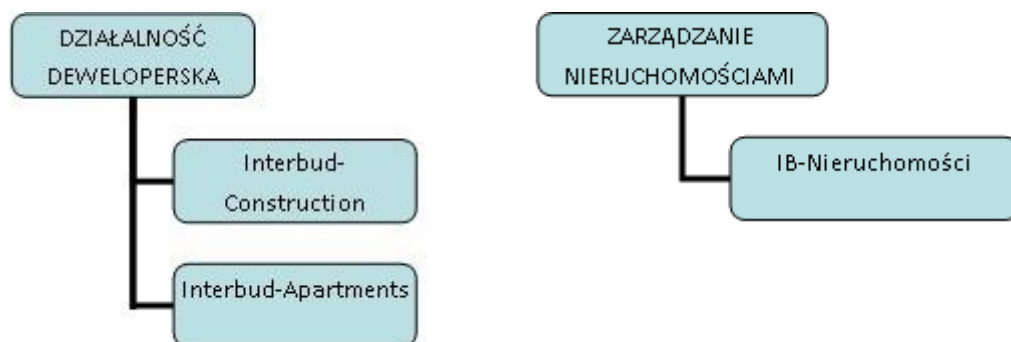 DZIAŁALNOŚĆ
DEWELOPERSKA
Interbud-
Construction
Interbud-Apartments
ZARZĄDZANIE
NIERUCHOMOŚCIAMI
IB-Nieruchomości